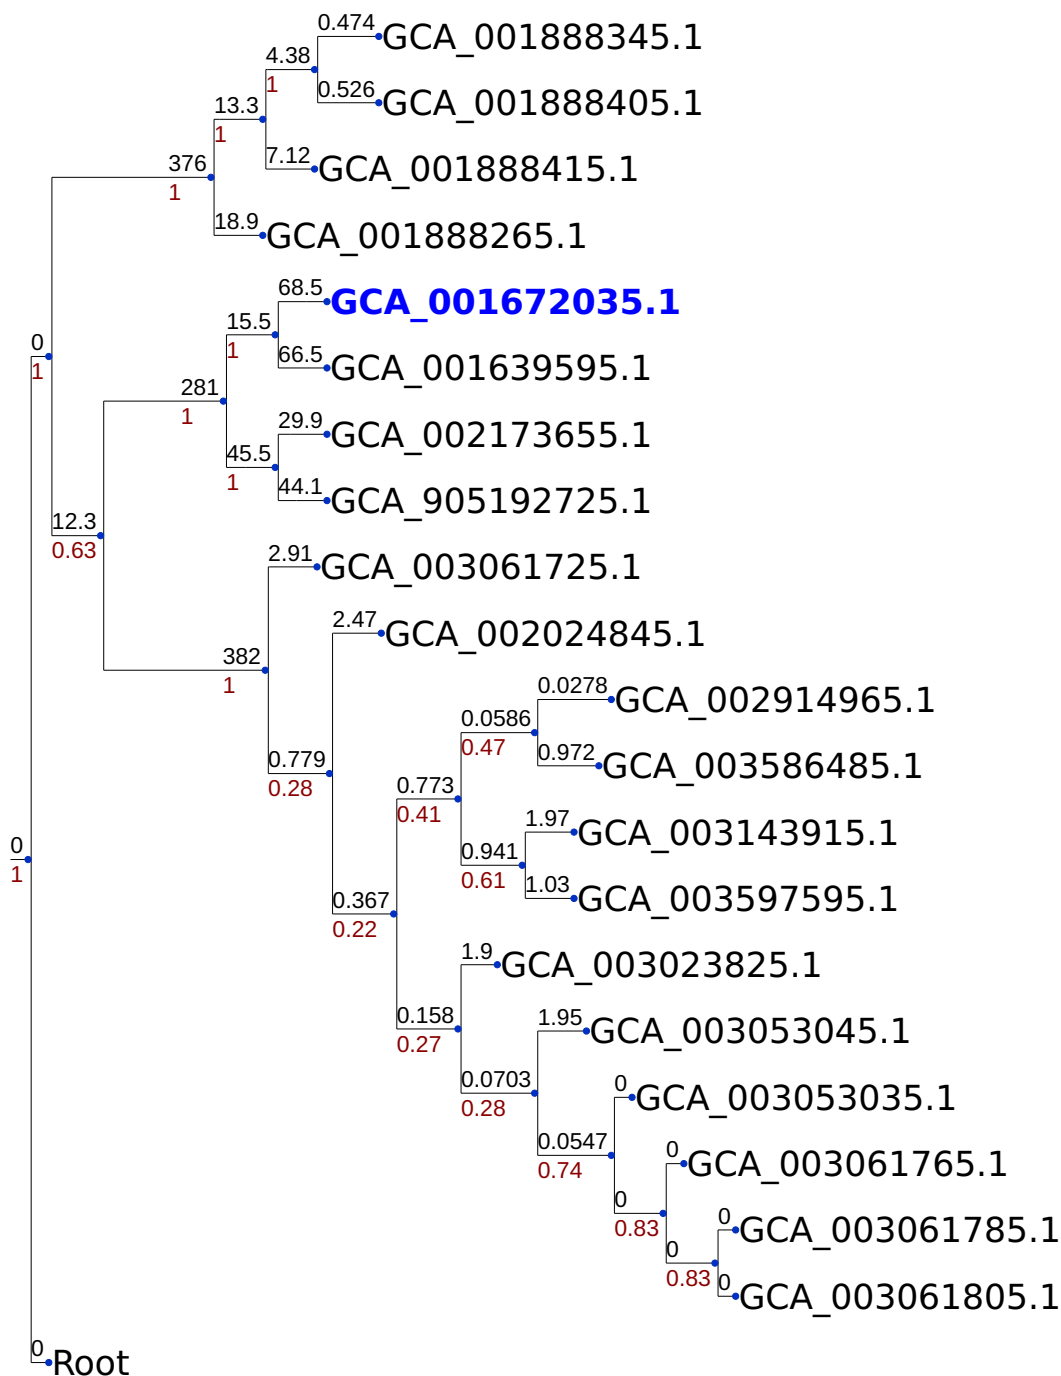 0.474 GCA_001888345.1
4.38
1
0.526 GCA_001888405.1
13.3
1
7.12 GCA_001888415.1
376
1
18.9 GCA_001888265.1
68.5 GCA_001672035.1
15.5
1
0
1
66.5 GCA_001639595.1
281
1
29.9 GCA_002173655.1
45.5
1
44.1 GCA_905192725.1
12.3
0.63
2.91 GCA_003061725.1
2.47 GCA_002024845.1
382
1
0.0278 GCA_002914965.1
0.0586
0.47
0.972 GCA_003586485.1
0.779
0.28
0.773
0.41
1.97 GCA_003143915.1
0.941
0.61
1.03 GCA_003597595.1
0
1
0.367
0.22
1.9 GCA_003023825.1
0.158
0.27
1.95 GCA_003053045.1
0.0703
0.28
0 GCA_003053035.1
0.0547
0.74
0 GCA_003061765.1
0
0.83
0 GCA_003061785.1
0
0.83
0 GCA_003061805.1
0 Root